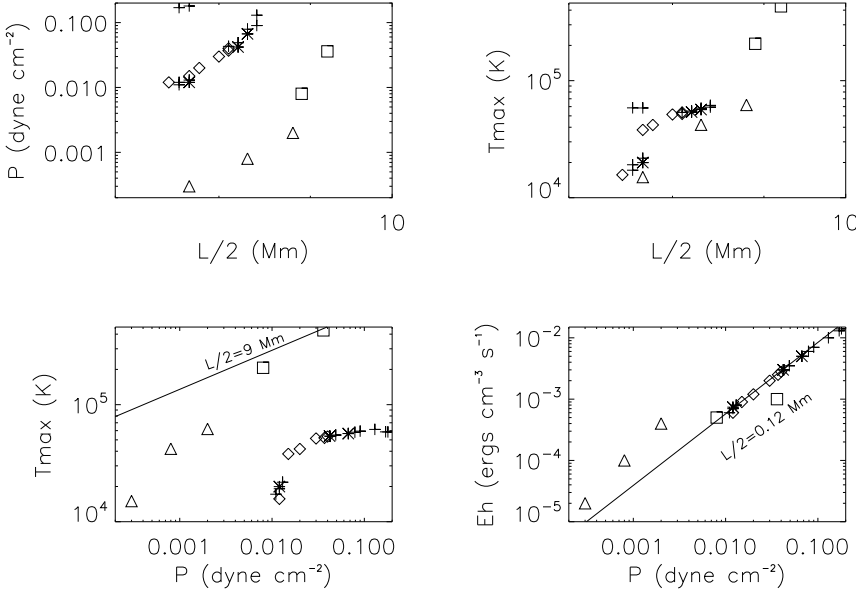 P (dyne cm⁻²)
0.100
0.010
0.001
10
L/2 (Mm)
Tmax (K)
10⁵
10⁴
10
L/2 (Mm)
Tmax (K)
10⁵
10⁴
L/2=9 Mm
0.001 0.010 0.100
P (dyne cm⁻²)
Eh (ergs cm⁻³ s⁻¹)
10⁻²
10⁻³
10⁻⁴
10⁻⁵
L/2=0.12 Mm
0.001 0.010 0.100
P (dyne cm⁻²)